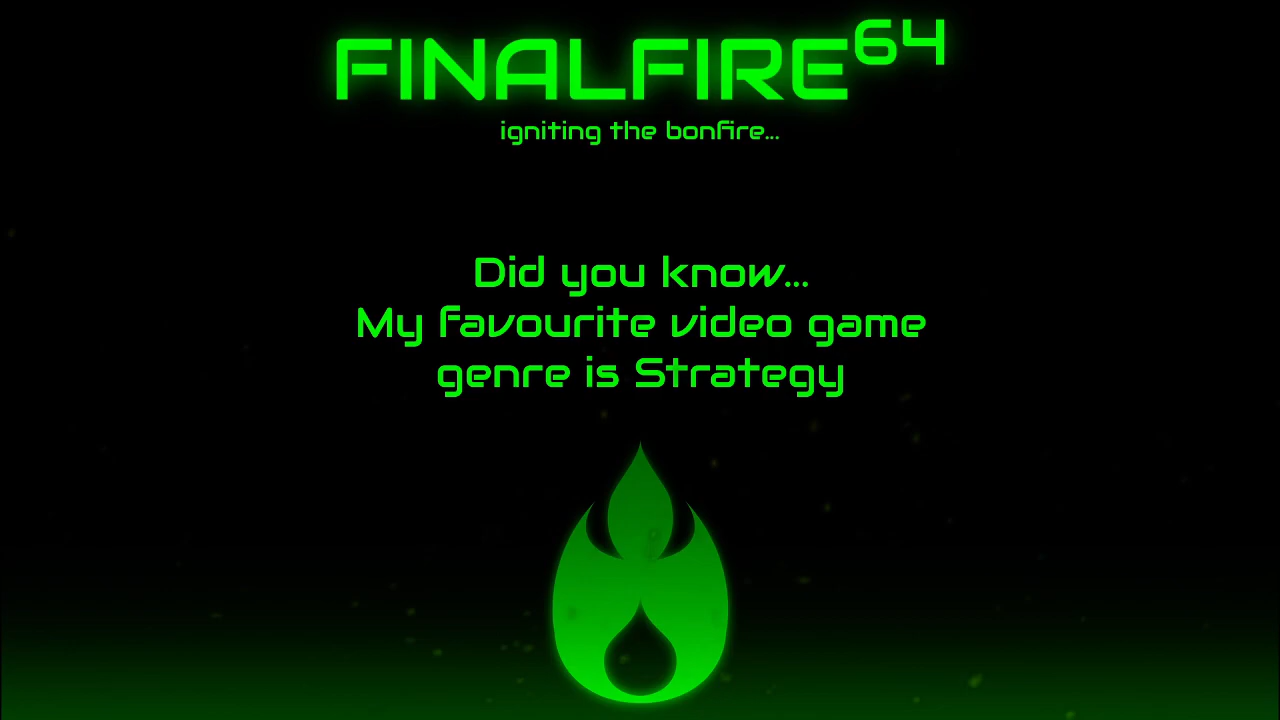 FINALFIRE64
igniting the bonfire...
Did you know...
My favourite video game
genre is Strategy